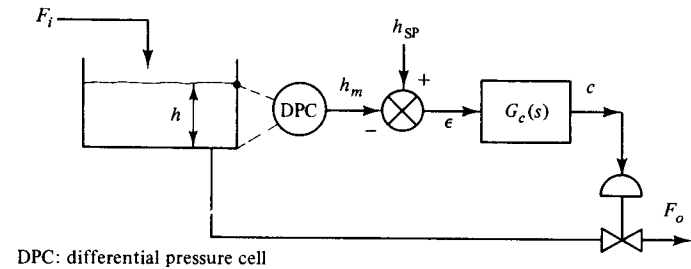 F_i
h_SP
h
DPC
h_m
+
−
ϵ
G_c(s)
c
F_o
DPC: differential pressure cell